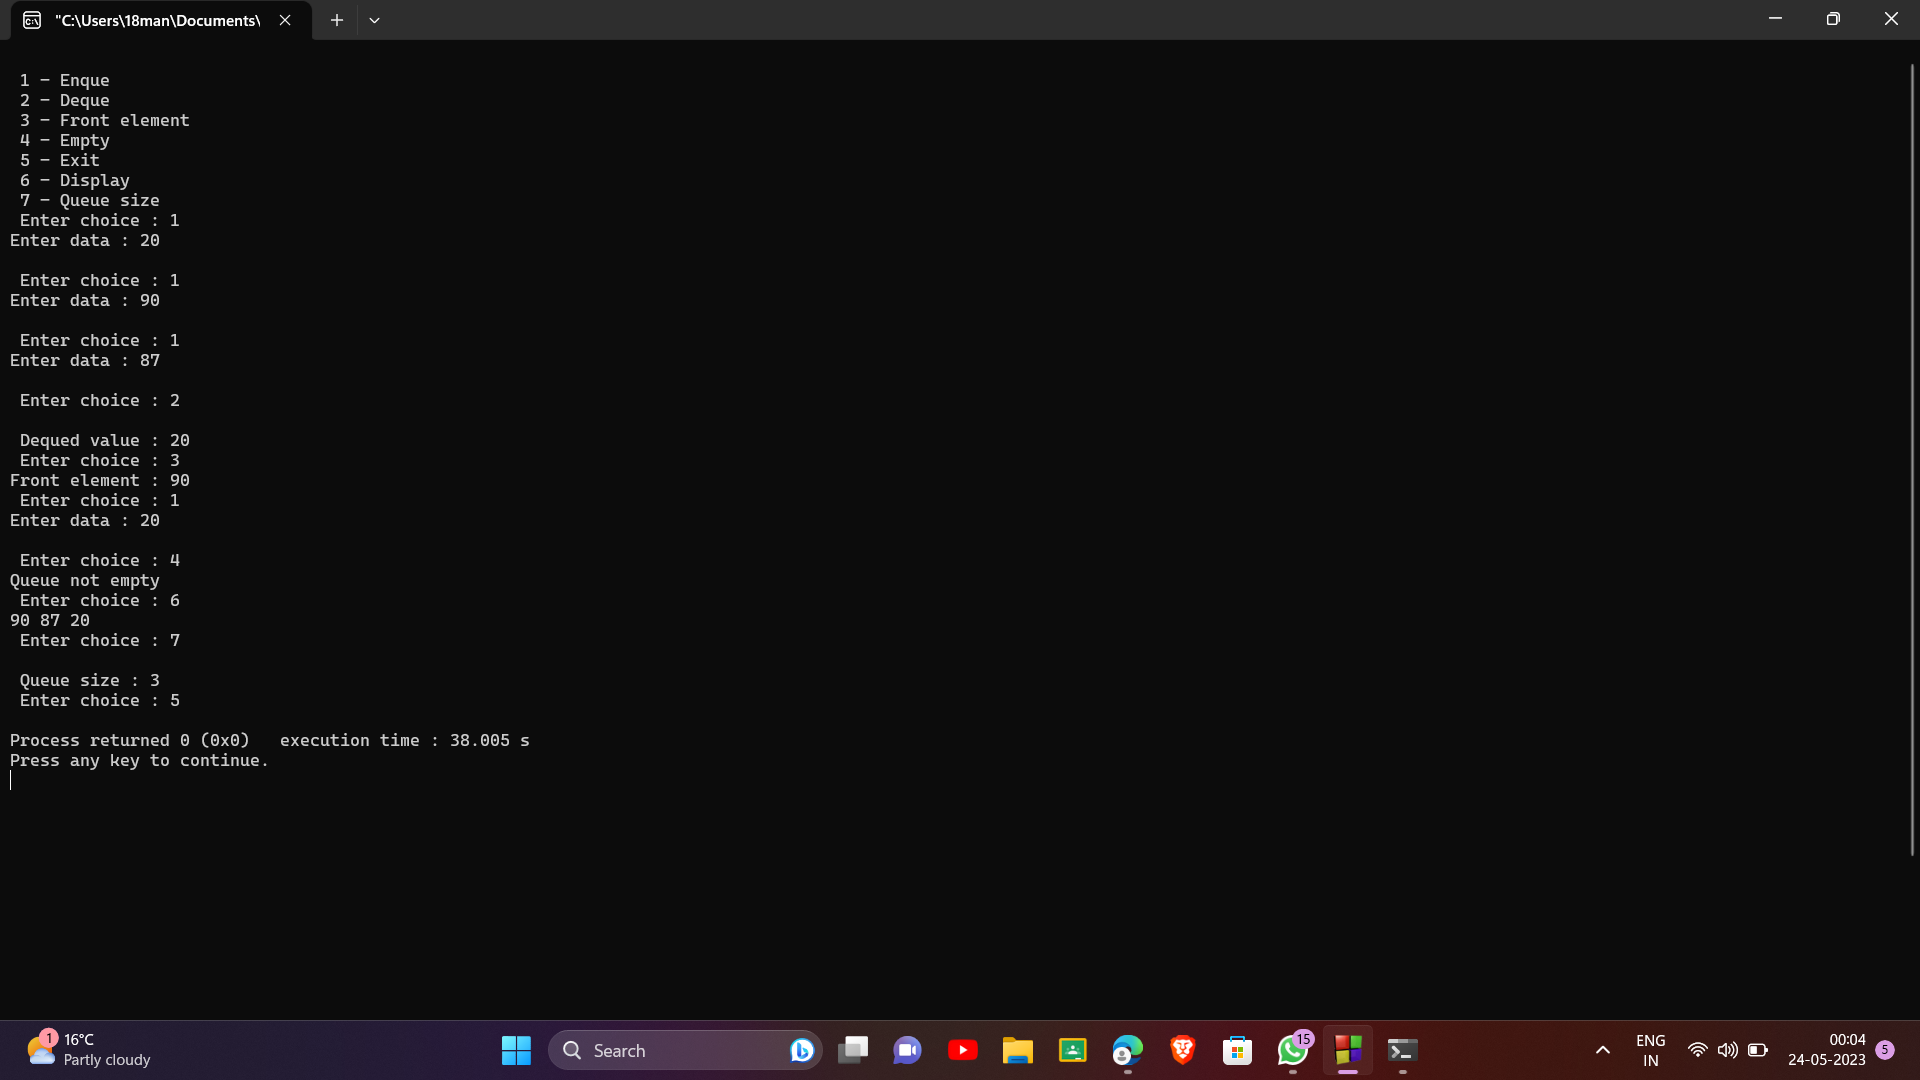 "C:\Users\18man\Documents\
1 - Enque
2 - Deque
3 - Front element
4 - Empty
5 - Exit
6 - Display
7 - Queue size
Enter choice : 1
Enter data : 20
Enter choice : 1
Enter data : 90
Enter choice : 1
Enter data : 87
Enter choice : 2
Dequed value : 20
Enter choice : 3
Front element : 90
Enter choice : 1
Enter data : 20
Enter choice : 4
Queue not empty
Enter choice : 6
90 87 20
Enter choice : 7
Queue size : 3
Enter choice : 5
Process returned 0 (0x0)   execution time : 38.005 s
Press any key to continue.
1
16°C
Partly cloudy
Search
15
ENG
IN
00:04
24-05-2023
5